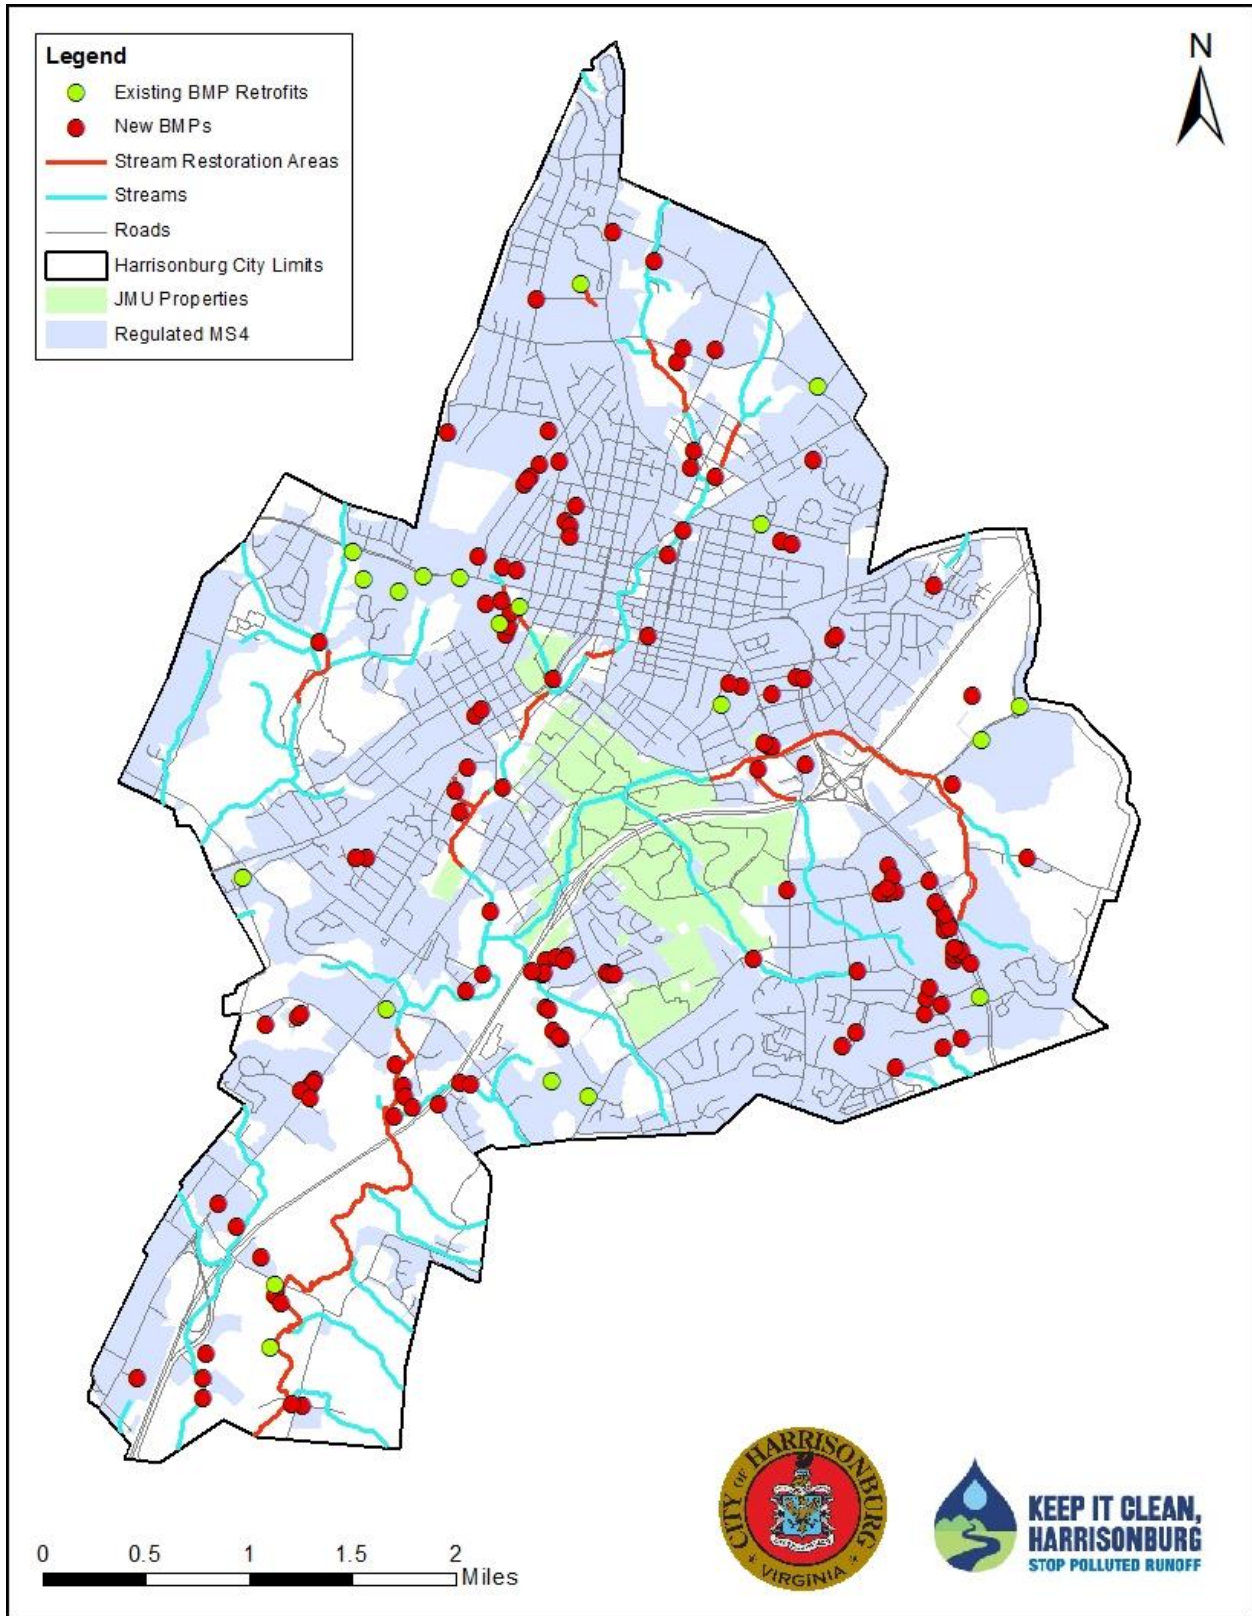 Legend
Existing BMP Retrofits
New BMPs
Stream Restoration Areas
Streams
Roads
Harrisonburg City Limits
JMU Properties
Regulated MS4
N
CITY OF HARRISONBURG
VIRGINIA
KEEP IT CLEAN,
HARRISONBURG
STOP POLLUTED RUNOFF
0 0.5 1 1.5 2
Miles